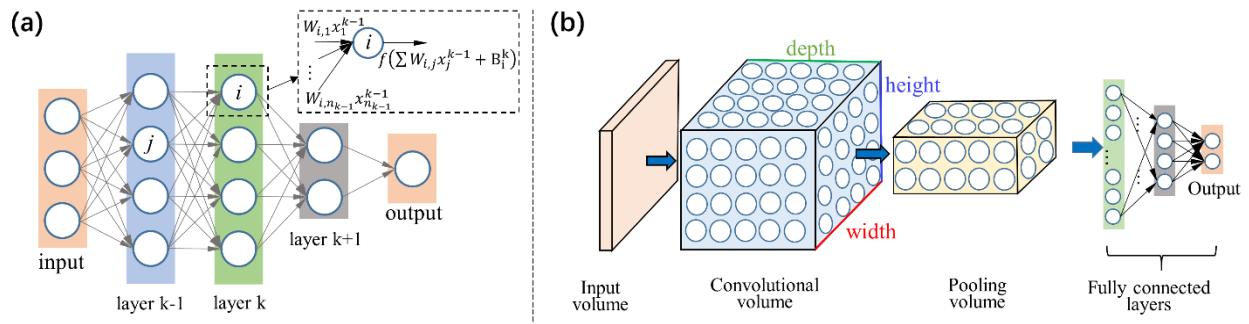 (a)
input
layer k-1
j
layer k
i
W_{i,1}x_1^{k−1}
⋮
W_{i,n_{k−1}}x_{n_{k−1}}^{k−1}
i
f(∑ W_{i,j}x_j^{k−1} + B_i^k)
layer k+1
output
(b)
depth
height
width
Input
volume
Convolutional
volume
Pooling
volume
Output
Fully connected
layers